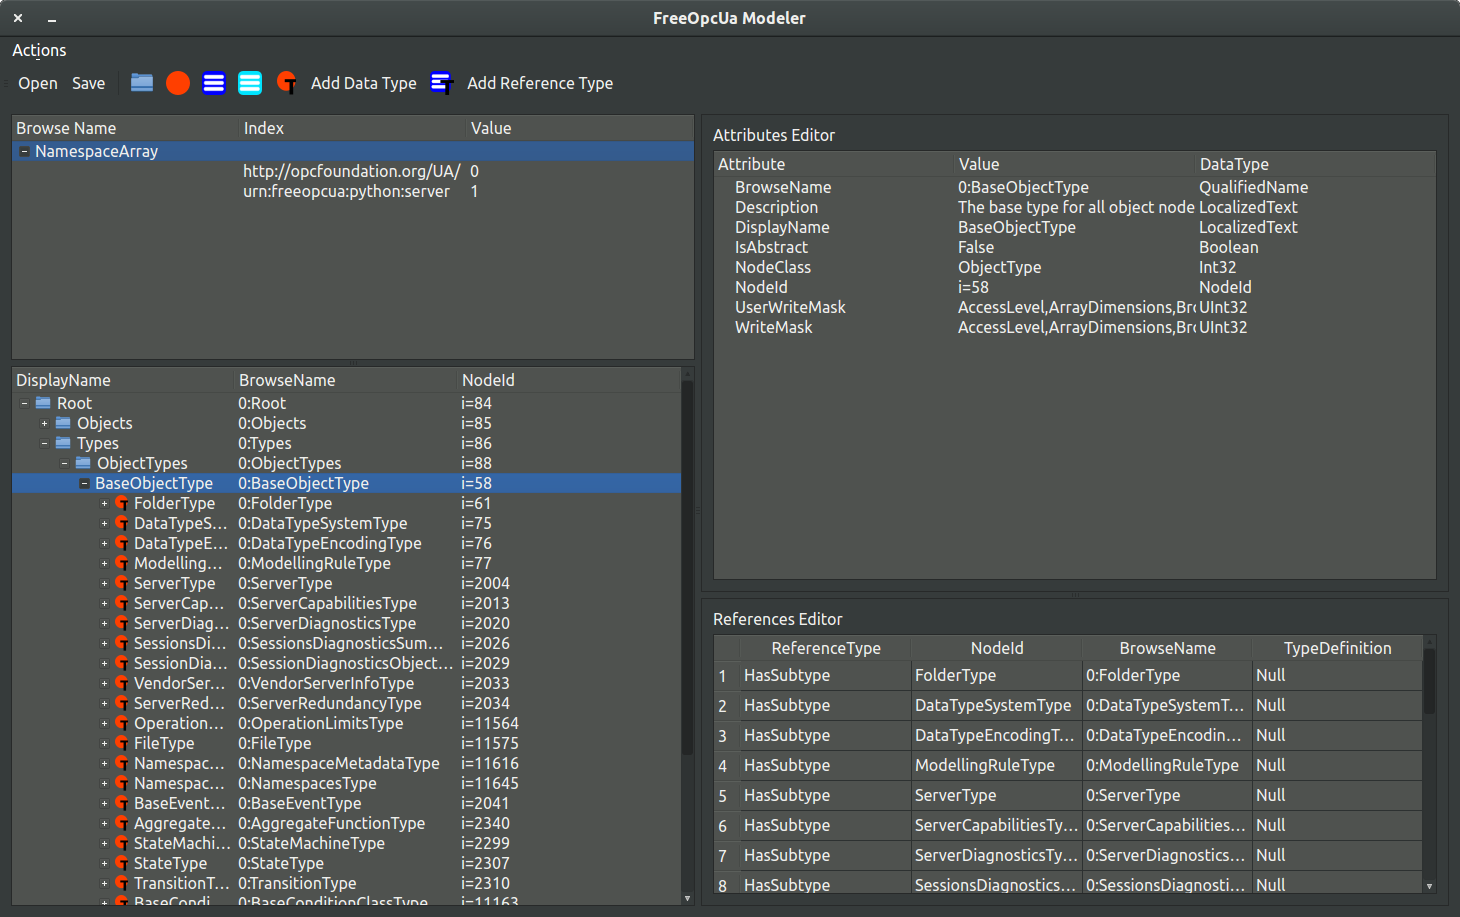 FreeOpcUa Modeler
Actions
Open Save Add Data Type Add Reference Type
Browse Name Index Value
NamespaceArray
http://opcfoundation.org/UA/ 0
urn:freeopcua:python:server 1
DisplayName BrowseName NodeId
Root 0:Root i=84
Objects 0:Objects i=85
Types 0:Types i=86
ObjectTypes 0:ObjectTypes i=88
BaseObjectType 0:BaseObjectType i=58
FolderType 0:FolderType i=61
DataTypeS... 0:DataTypeSystemType i=75
DataTypeE... 0:DataTypeEncodingType i=76
Modelling... 0:ModellingRuleType i=77
ServerType 0:ServerType i=2004
ServerCap... 0:ServerCapabilitiesType i=2013
ServerDiag... 0:ServerDiagnosticsType i=2020
SessionsDi... 0:SessionsDiagnosticsSum... i=2026
SessionDia... 0:SessionDiagnosticsObject... i=2029
VendorSer... 0:VendorServerInfoType i=2033
ServerRed... 0:ServerRedundancyType i=2034
Operation... 0:OperationLimitsType i=11564
FileType 0:FileType i=11575
Namespac... 0:NamespaceMetadataType i=11616
Namespac... 0:NamespacesType i=11645
BaseEvent... 0:BaseEventType i=2041
Aggregate... 0:AggregateFunctionType i=2340
StateMachi... 0:StateMachineType i=2299
StateType 0:StateType i=2307
TransitionT... 0:TransitionType i=2310
BaseCondi... 0:BaseConditionClassType i=11163
Attributes Editor
Attribute Value DataType
BrowseName 0:BaseObjectType QualifiedName
Description The base type for all object node LocalizedText
DisplayName BaseObjectType LocalizedText
IsAbstract False Boolean
NodeClass ObjectType Int32
NodeId i=58 NodeId
UserWriteMask AccessLevel,ArrayDimensions,Br UInt32
WriteMask AccessLevel,ArrayDimensions,Br UInt32
References Editor
ReferenceType NodeId BrowseName TypeDefinition
1 HasSubtype FolderType 0:FolderType Null
2 HasSubtype DataTypeSystemType 0:DataTypeSystemT... Null
3 HasSubtype DataTypeEncodingT... 0:DataTypeEncodin... Null
4 HasSubtype ModellingRuleType 0:ModellingRuleType Null
5 HasSubtype ServerType 0:ServerType Null
6 HasSubtype ServerCapabilitiesTy... 0:ServerCapabilities... Null
7 HasSubtype ServerDiagnosticsTy... 0:ServerDiagnostics... Null
8 HasSubtype SessionsDiagnostics... 0:SessionsDiagnosti... Null